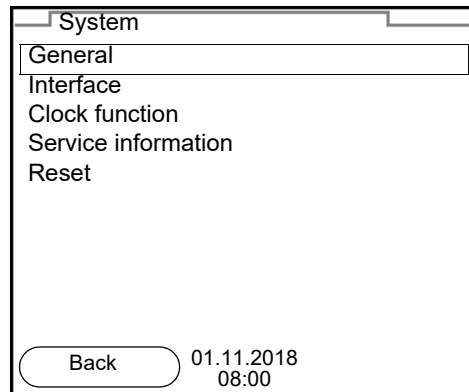 System
General
Interface
Clock function
Service information
Reset
Back
01.11.2018
08:00